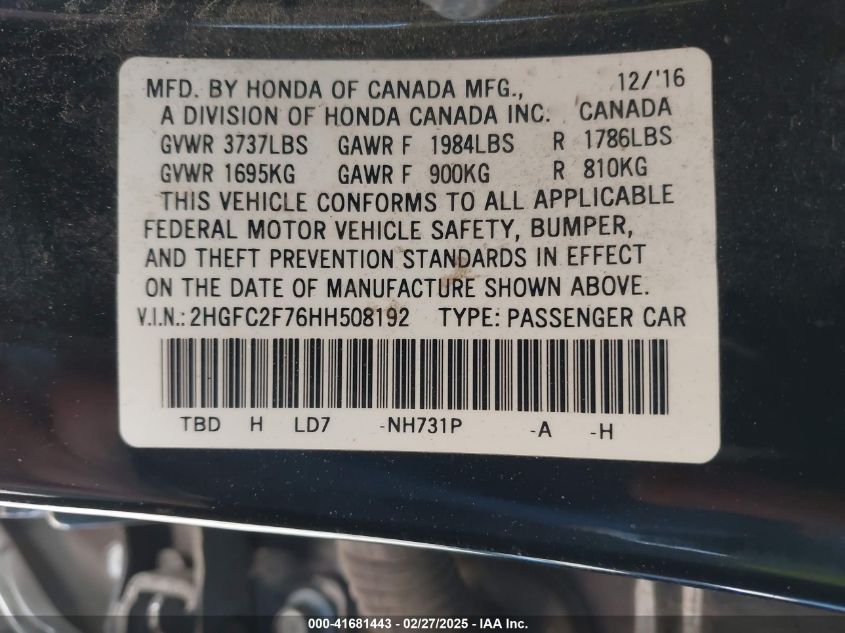 MFD. BY HONDA OF CANADA MFG., 12/'16
A DIVISION OF HONDA CANADA INC. CANADA
GVWR 3737LBS GAWR F 1984LBS R 1786LBS
GVWR 1695KG GAWR F 900KG R 810KG
THIS VEHICLE CONFORMS TO ALL APPLICABLE
FEDERAL MOTOR VEHICLE SAFETY, BUMPER,
AND THEFT PREVENTION STANDARDS IN EFFECT
ON THE DATE OF MANUFACTURE SHOWN ABOVE.
V.I.N.: 2HGFC2F76HH508192 TYPE: PASSENGER CAR
TBD H LD7 -NH731P -A -H
000-41681443 - 02/27/2025 - IAA Inc.